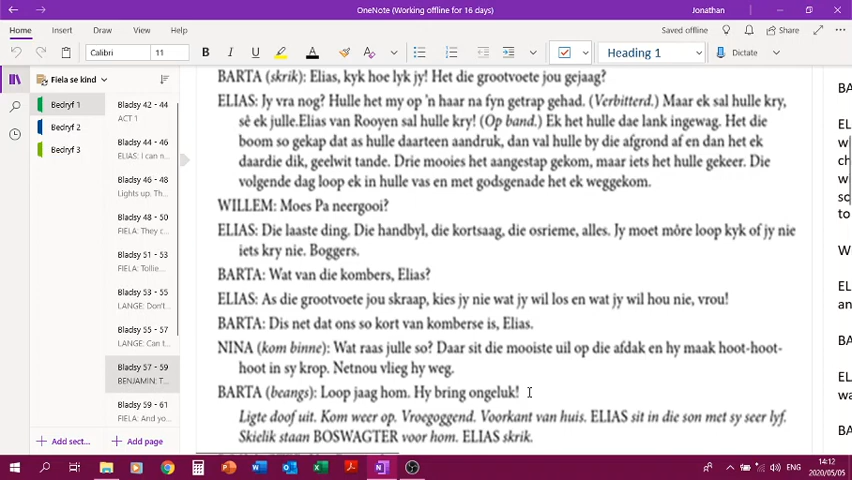 OneNote (Working offline for 16 days)
Jonathan
Home Insert Draw View Help
Saved offline Share
Calibri 11 B I U A Heading 1 Dictate
Fiela se kind
Bedryf 1
Bedryf 2
Bedryf 3
Add sect...
Bladsy 42 - 44
ACT 1
Bladsy 44 - 46
ELIAS: I can n...
Bladsy 46 - 48
Lights up. Th...
Bladsy 48 - 50
FIELA: They c...
Bladsy 51 - 53
FIELA: Tollie...
Bladsy 53 - 55
LANGE: Don't...
Bladsy 55 - 57
LANGE: Can t...
Bladsy 57 - 59
BENJAMIN: T...
Bladsy 59 - 61
FIELA: And yo...
Add page
BARTA (skrik): Elias, kyk hoe lyk jy! Het die grootvoete jou gejaag?
ELIAS: Jy vra nog? Hulle het my op 'n haar na fyn getrap gehad. (Verbitterd.) Maar ek sal hulle kry,
sê ek julle.Elias van Rooyen sal hulle kry! (Op band.) Ek het hulle dae lank ingewag. Het die
boom so gekap dat as hulle daarteen aandruk, dan val hulle by die afgrond af en dan het ek
daardie dik, geelwit tande. Drie mooies het aangestap gekom, maar iets het hulle gekeer. Die
volgende dag loop ek in hulle vas en met godsgenade het ek weggekom.
WILLEM: Moes Pa neergooi?
ELIAS: Die laaste ding. Die handbyl, die kortsaag, die osrieme, alles. Jy moet môre loop kyk of jy nie
iets kry nie. Boggers.
BARTA: Wat van die kombers, Elias?
ELIAS: As die grootvoete jou skraap, kies jy nie wat jy wil los en wat jy wil hou nie, vrou!
BARTA: Dis net dat ons so kort van komberse is, Elias.
NINA (kom binne): Wat raas julle so? Daar sit die mooiste uil op die afdak en hy maak hoot-hoot-
hoot in sy krop. Netnou vlieg hy weg.
BARTA (beangs): Loop jaag hom. Hy bring ongeluk!
Ligte doof uit. Kom weer op. Vroegoggend. Voorkant van huis. ELIAS sit in die son met sy seer lyf.
Skielik staan BOSWAGTER voor hom. ELIAS skrik.
BA
EL
w
ch
w
so
to
W
EL
an
BA
EL
wa
BA
ENG
14:12
2020/05/05